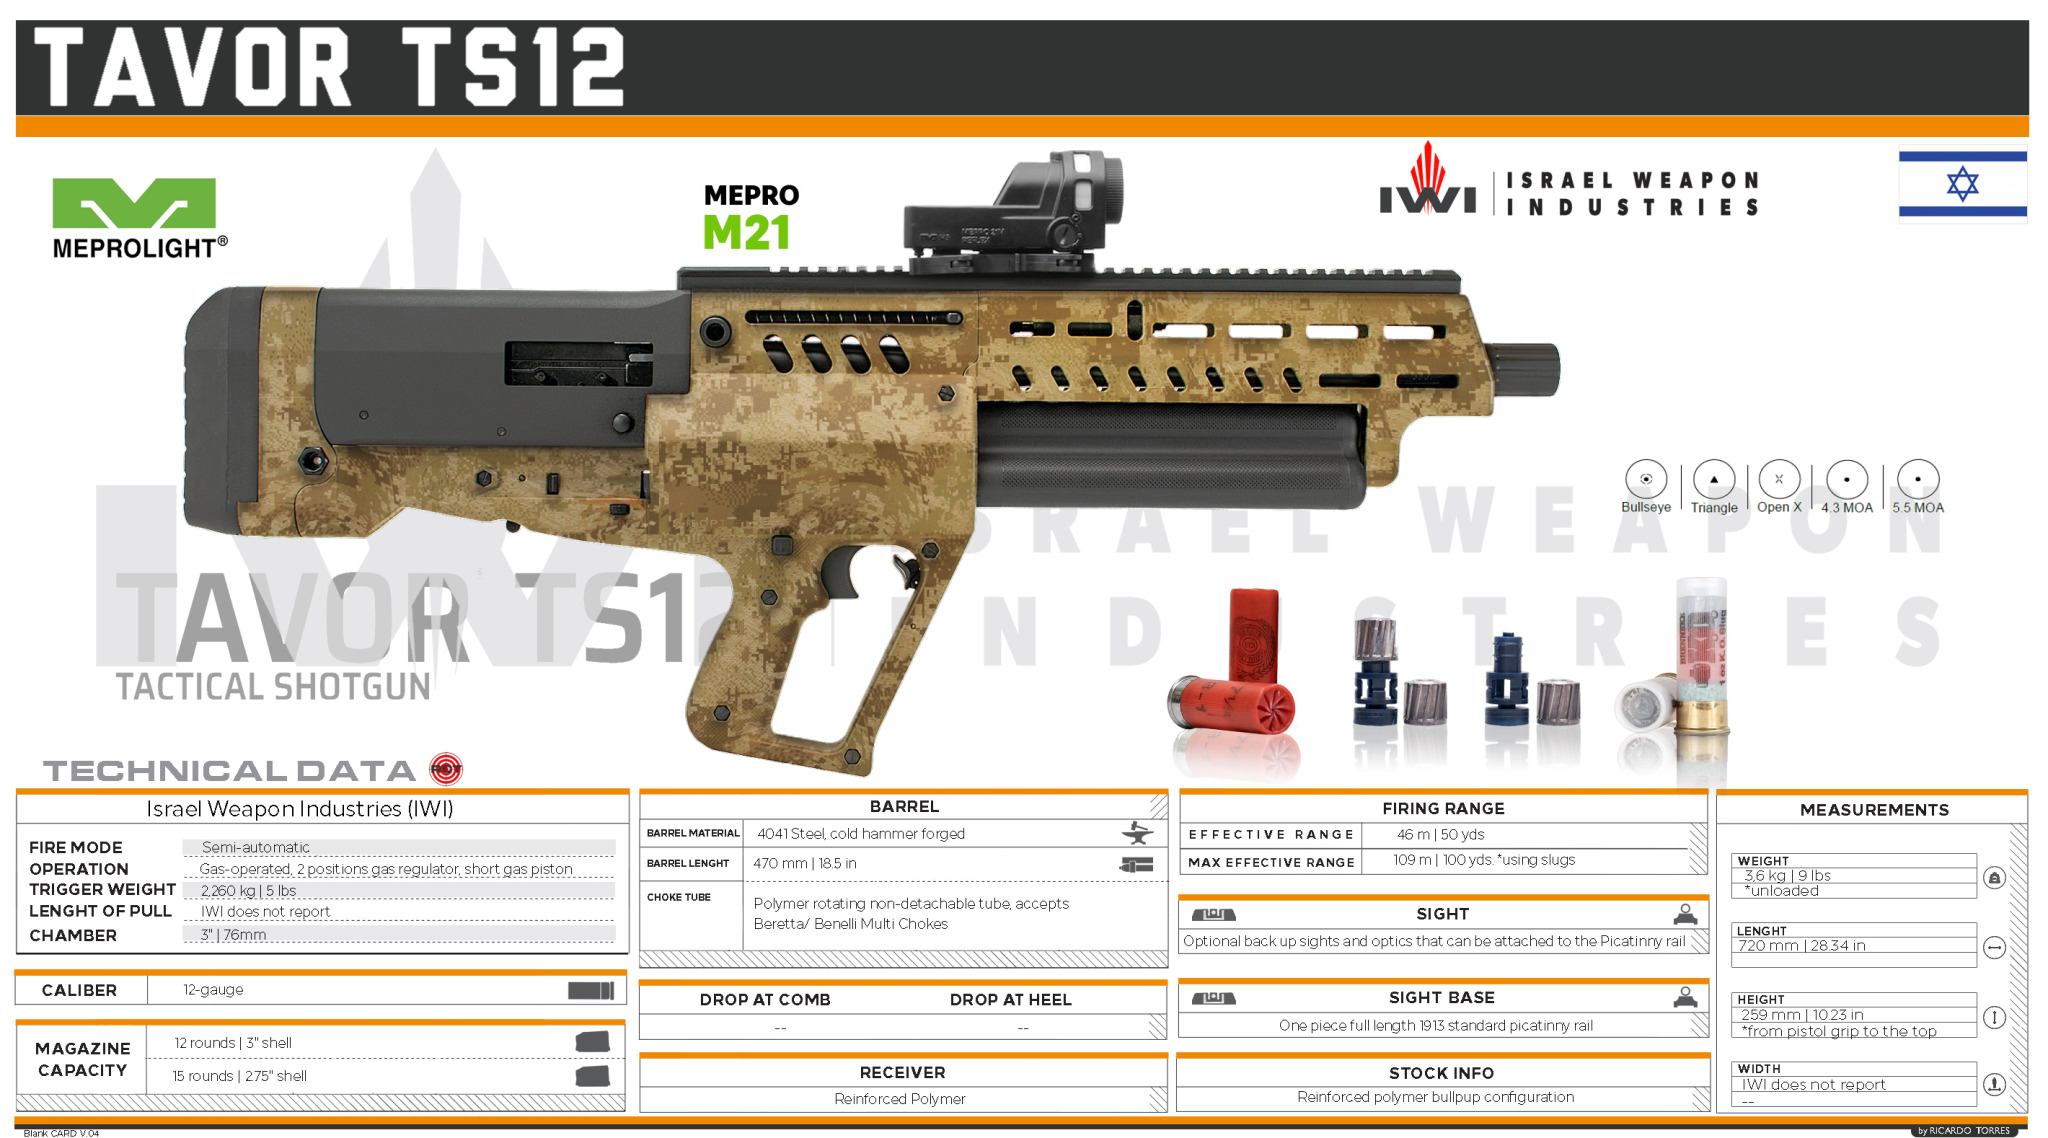 TAVOR TS12
MEPROLIGHT®
MEPRO
M21
IWI
ISRAEL WEAPON
INDUSTRIES
MEPRO 21M
REFLEX
Bullseye
Triangle
Open X
4.3 MOA
5.5 MOA
ISRAEL WEAPON
INDUSTRIES
TAVOR TS12
TACTICAL SHOTGUN
TECHNICAL DATA
Israel Weapon Industries (IWI)
FIRE MODE Semi-automatic
OPERATION Gas-operated, 2 positions gas regulator, short gas piston
TRIGGER WEIGHT 2,260 kg | 5 lbs
LENGHT OF PULL IWI does not report
CHAMBER 3" | 76mm
CALIBER 12-gauge
MAGAZINE CAPACITY
12 rounds | 3" shell
15 rounds | 2.75" shell
BARREL
BARREL MATERIAL 4041 Steel, cold hammer forged
BARREL LENGHT 470 mm | 18.5 in
CHOKE TUBE
Polymer rotating non-detachable tube, accepts
Beretta/ Benelli Multi Chokes
DROP AT COMB DROP AT HEEL
-- --
RECEIVER
Reinforced Polymer
FIRING RANGE
EFFECTIVE RANGE 46 m | 50 yds
MAX EFFECTIVE RANGE 109 m | 100 yds. *using slugs
SIGHT
Optional back up sights and optics that can be attached to the Picatinny rail
SIGHT BASE
One piece full length 1913 standard picatinny rail
STOCK INFO
Reinforced polymer bullpup configuration
MEASUREMENTS
WEIGHT
3,6 kg | 9 lbs
*unloaded
LENGHT
720 mm | 28.34 in
HEIGHT
259 mm | 10.23 in
*from pistol grip to the top
WIDTH
IWI does not report
--
Blank CARD V.04
by RICARDO TORRES